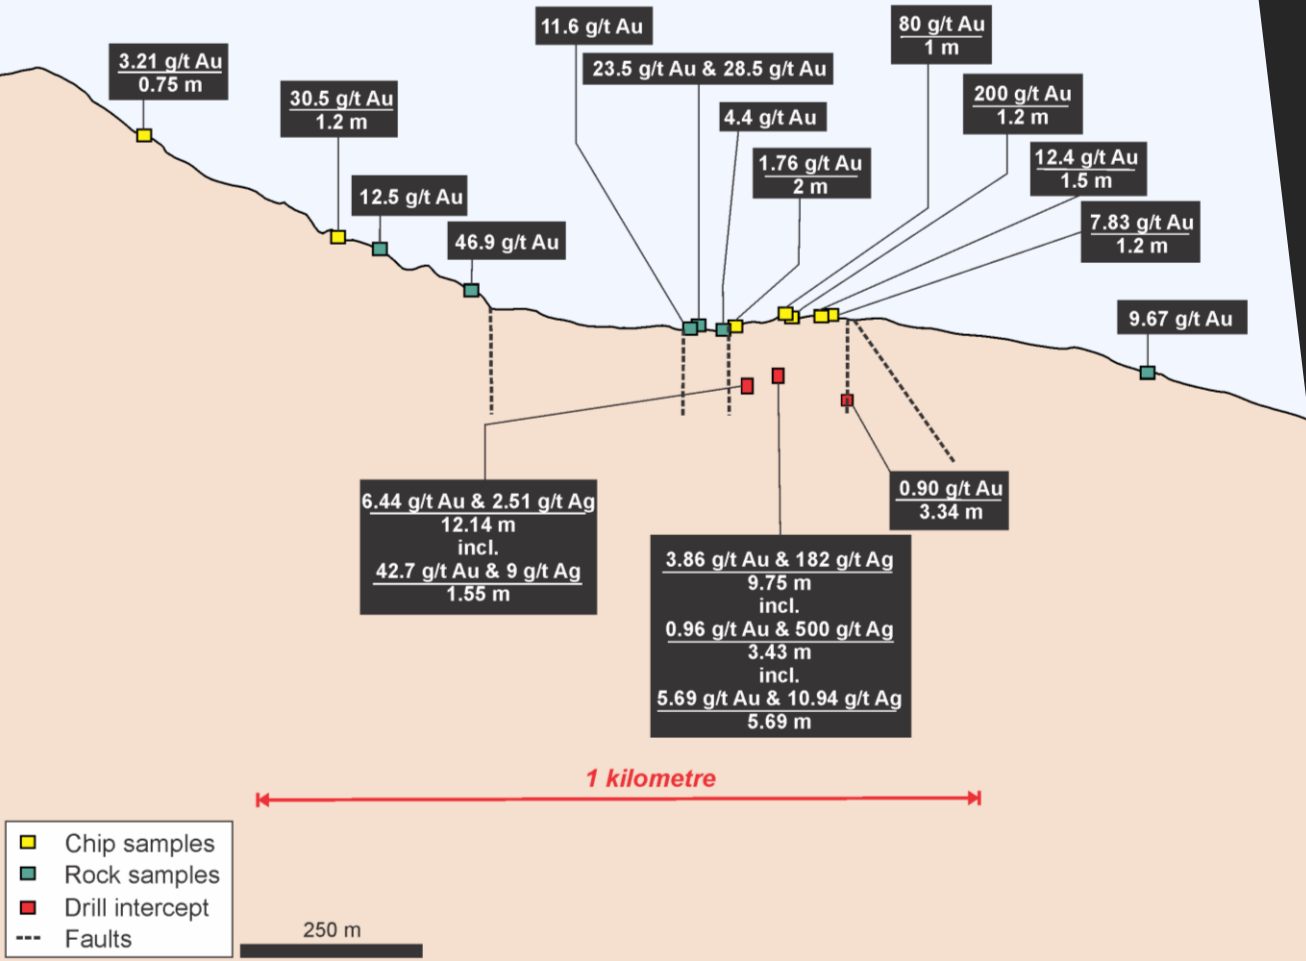 3.21 g/t Au
0.75 m
30.5 g/t Au
1.2 m
12.5 g/t Au
46.9 g/t Au
11.6 g/t Au
23.5 g/t Au & 28.5 g/t Au
4.4 g/t Au
1.76 g/t Au
2 m
80 g/t Au
1 m
200 g/t Au
1.2 m
12.4 g/t Au
1.5 m
7.83 g/t Au
1.2 m
9.67 g/t Au
6.44 g/t Au & 2.51 g/t Ag
12.14 m
incl.
42.7 g/t Au & 9 g/t Ag
1.55 m
3.86 g/t Au & 182 g/t Ag
9.75 m
incl.
0.96 g/t Au & 500 g/t Ag
3.43 m
incl.
5.69 g/t Au & 10.94 g/t Ag
5.69 m
0.90 g/t Au
3.34 m
1 kilometre
Chip samples
Rock samples
Drill intercept
Faults
250 m